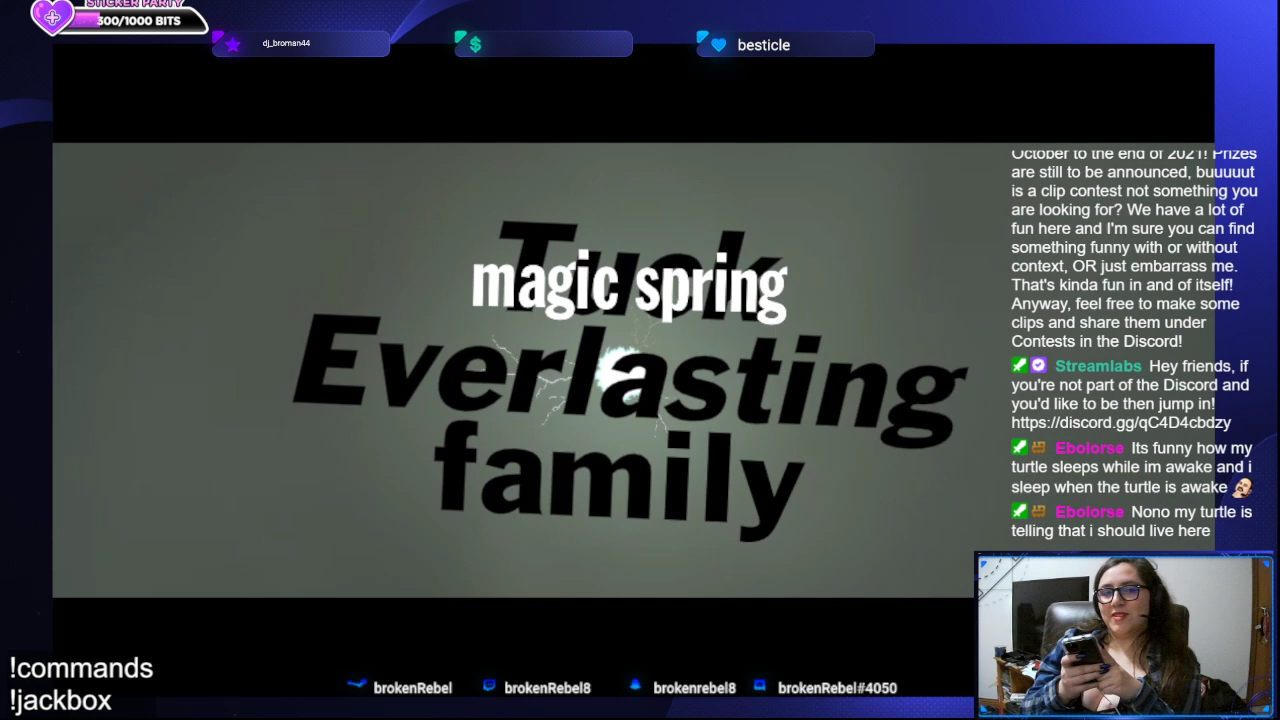 STICKER PARTY
300/1000 BITS
dj_broman44
$
besticle
Tuck
magic spring
Everlasting
family
October to the end of 2021! Prizes
are still to be announced, buuuuut
is a clip contest not something you
are looking for? We have a lot of
fun here and I'm sure you can find
something funny with or without
context, OR just embarrass me.
That's kinda fun in and of itself!
Anyway, feel free to make some
clips and share them under
Contests in the Discord!
Streamlabs Hey friends, if
you're not part of the Discord and
you'd like to be then jump in!
https://discord.gg/qC4D4cbdzy
Ebolorse Its funny how my
turtle sleeps while im awake and i
sleep when the turtle is awake
Ebolorse Nono my turtle is
telling that i should live here
!commands
!jackbox
brokenRebel
brokenRebel8
brokenrebel8
brokenRebel#4050